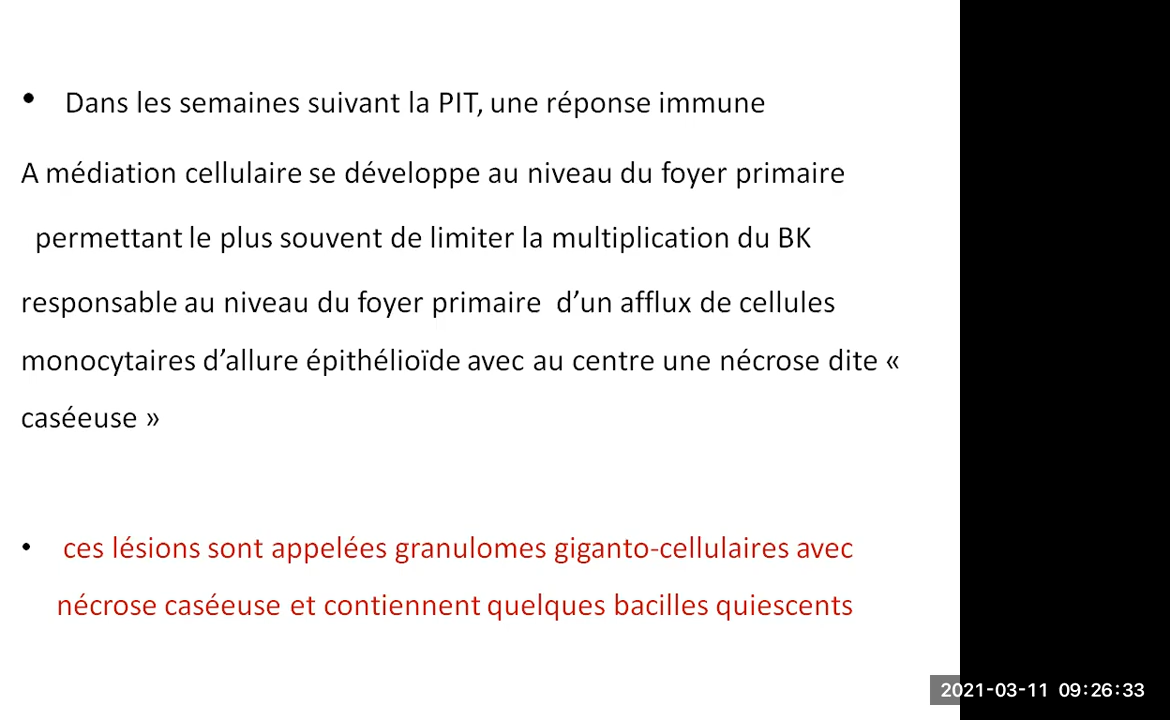 • Dans les semaines suivant la PIT, une réponse immune
A médiation cellulaire se développe au niveau du foyer primaire
permettant le plus souvent de limiter la multiplication du BK
responsable au niveau du foyer primaire d’un afflux de cellules
monocytaires d’allure épithélioïde avec au centre une nécrose dite «
caséeuse »
• ces lésions sont appelées granulomes giganto-cellulaires avec
nécrose caséeuse et contiennent quelques bacilles quiescents
2021-03-11 09:26:33